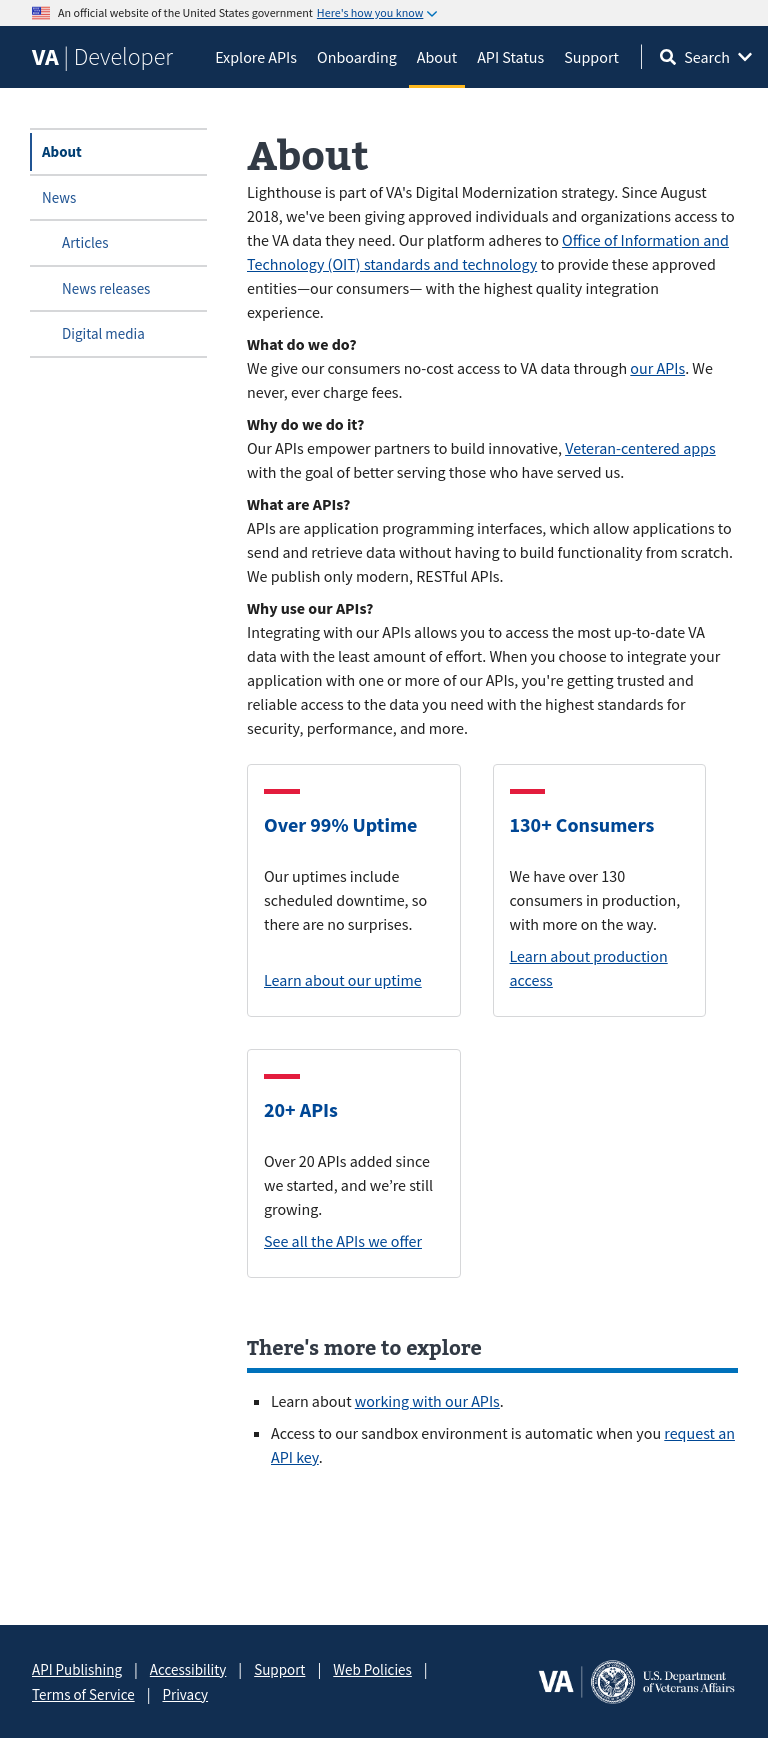 An official website of the United States government Here's how you know
VA | Developer
Explore APIs
Onboarding
About
API Status
Support
Search
About
News
Articles
News releases
Digital media
About
Lighthouse is part of VA's Digital Modernization strategy. Since August
2018, we've been giving approved individuals and organizations access to
the VA data they need. Our platform adheres to Office of Information and
Technology (OIT) standards and technology to provide these approved
entities—our consumers— with the highest quality integration
experience.
What do we do?
We give our consumers no-cost access to VA data through our APIs. We
never, ever charge fees.
Why do we do it?
Our APIs empower partners to build innovative, Veteran-centered apps
with the goal of better serving those who have served us.
What are APIs?
APIs are application programming interfaces, which allow applications to
send and retrieve data without having to build functionality from scratch.
We publish only modern, RESTful APIs.
Why use our APIs?
Integrating with our APIs allows you to access the most up-to-date VA
data with the least amount of effort. When you choose to integrate your
application with one or more of our APIs, you're getting trusted and
reliable access to the data you need with the highest standards for
security, performance, and more.
Over 99% Uptime
Our uptimes include
scheduled downtime, so
there are no surprises.
Learn about our uptime
130+ Consumers
We have over 130
consumers in production,
with more on the way.
Learn about production
access
20+ APIs
Over 20 APIs added since
we started, and we’re still
growing.
See all the APIs we offer
There's more to explore
Learn about working with our APIs.
Access to our sandbox environment is automatic when you request an
API key.
API Publishing | Accessibility | Support | Web Policies |
Terms of Service | Privacy
VA
U.S. Department
of Veterans Affairs